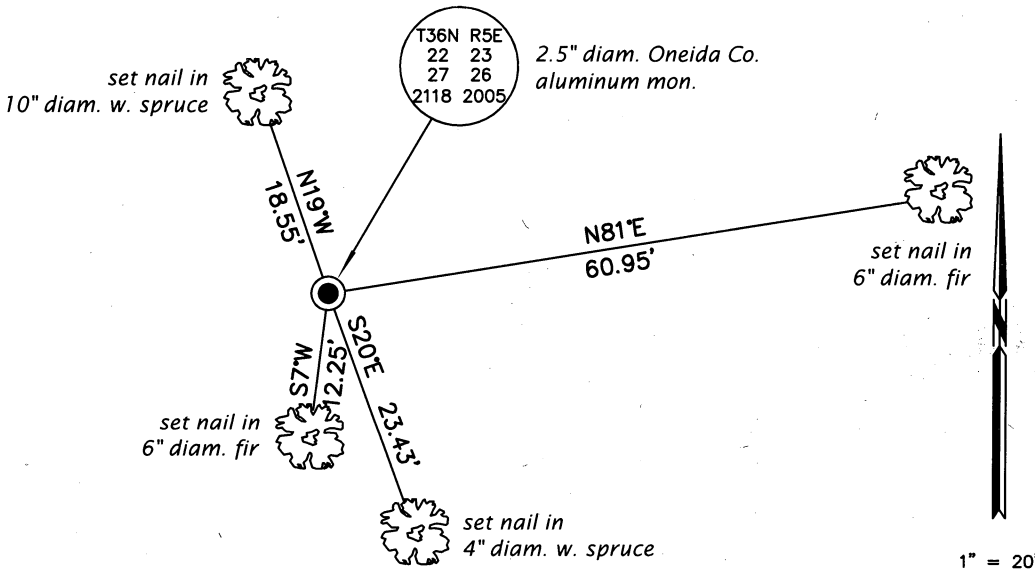 T36N R5E
22 23
27 26
2118 2005
2.5" diam. Oneida Co.
aluminum mon.
set nail in
10" diam. w. spruce
N19°W
18.55'
N81°E
60.95'
set nail in
6" diam. fir
S7°W
12.25'
S20°E
23.43'
set nail in
6" diam. fir
set nail in
4" diam. w. spruce
N
1" = 20'